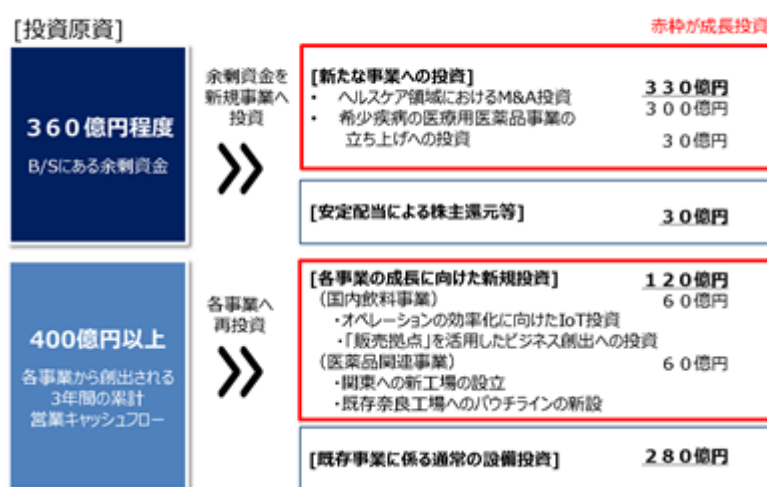 [投資原資]
赤枠が成長投資
360億円程度
B/Sにある余剰資金
余剰資金を
新規事業へ
投資
[新たな事業への投資]
330億円
・ ヘルスケア領域におけるM&A投資
300億円
・ 希少疾病の医療用医薬品事業の
立ち上げへの投資
30億円
[安定配当による株主還元等]
30億円
400億円以上
各事業から創出される
3年間の累計
営業キャッシュフロー
各事業へ
再投資
[各事業の成長に向けた新規投資]
120億円
(国内飲料事業)
60億円
・オペレーションの効率化に向けたIoT投資
・「販売拠点」を活用したビジネス創出への投資
(医薬品関連事業)
60億円
・関東への新工場の設立
・既存奈良工場へのパウチラインの新設
[既存事業に係る通常の設備投資]
280億円